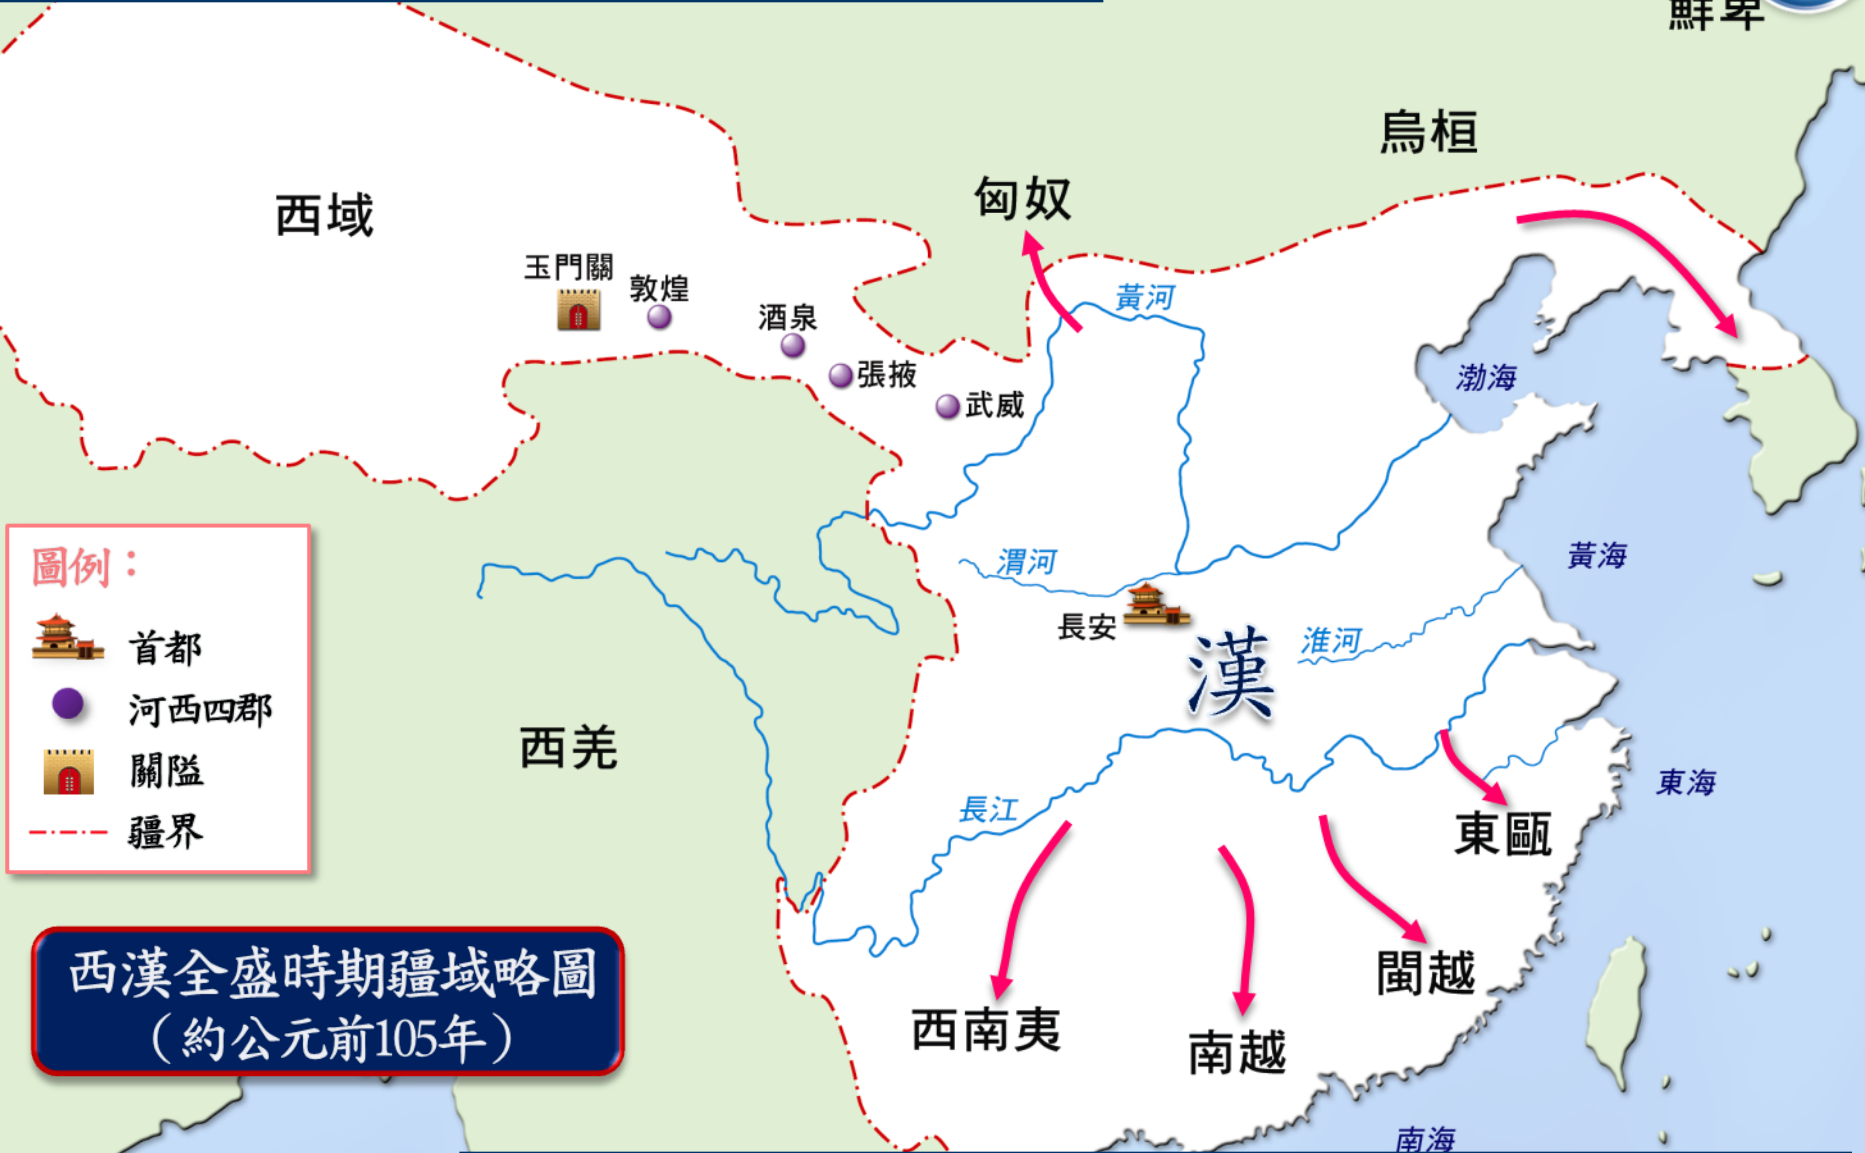 鮮卑
烏桓
匈奴
西域
玉門關
敦煌
酒泉
張掖
武威
黃河
渤海
渭河
長安
漢
淮河
黃海
西羌
長江
東海
東甌
閩越
西南夷
南越
南海
圖例：
首都
河西四郡
關隘
疆界
西漢全盛時期疆域略圖
（約公元前105年）